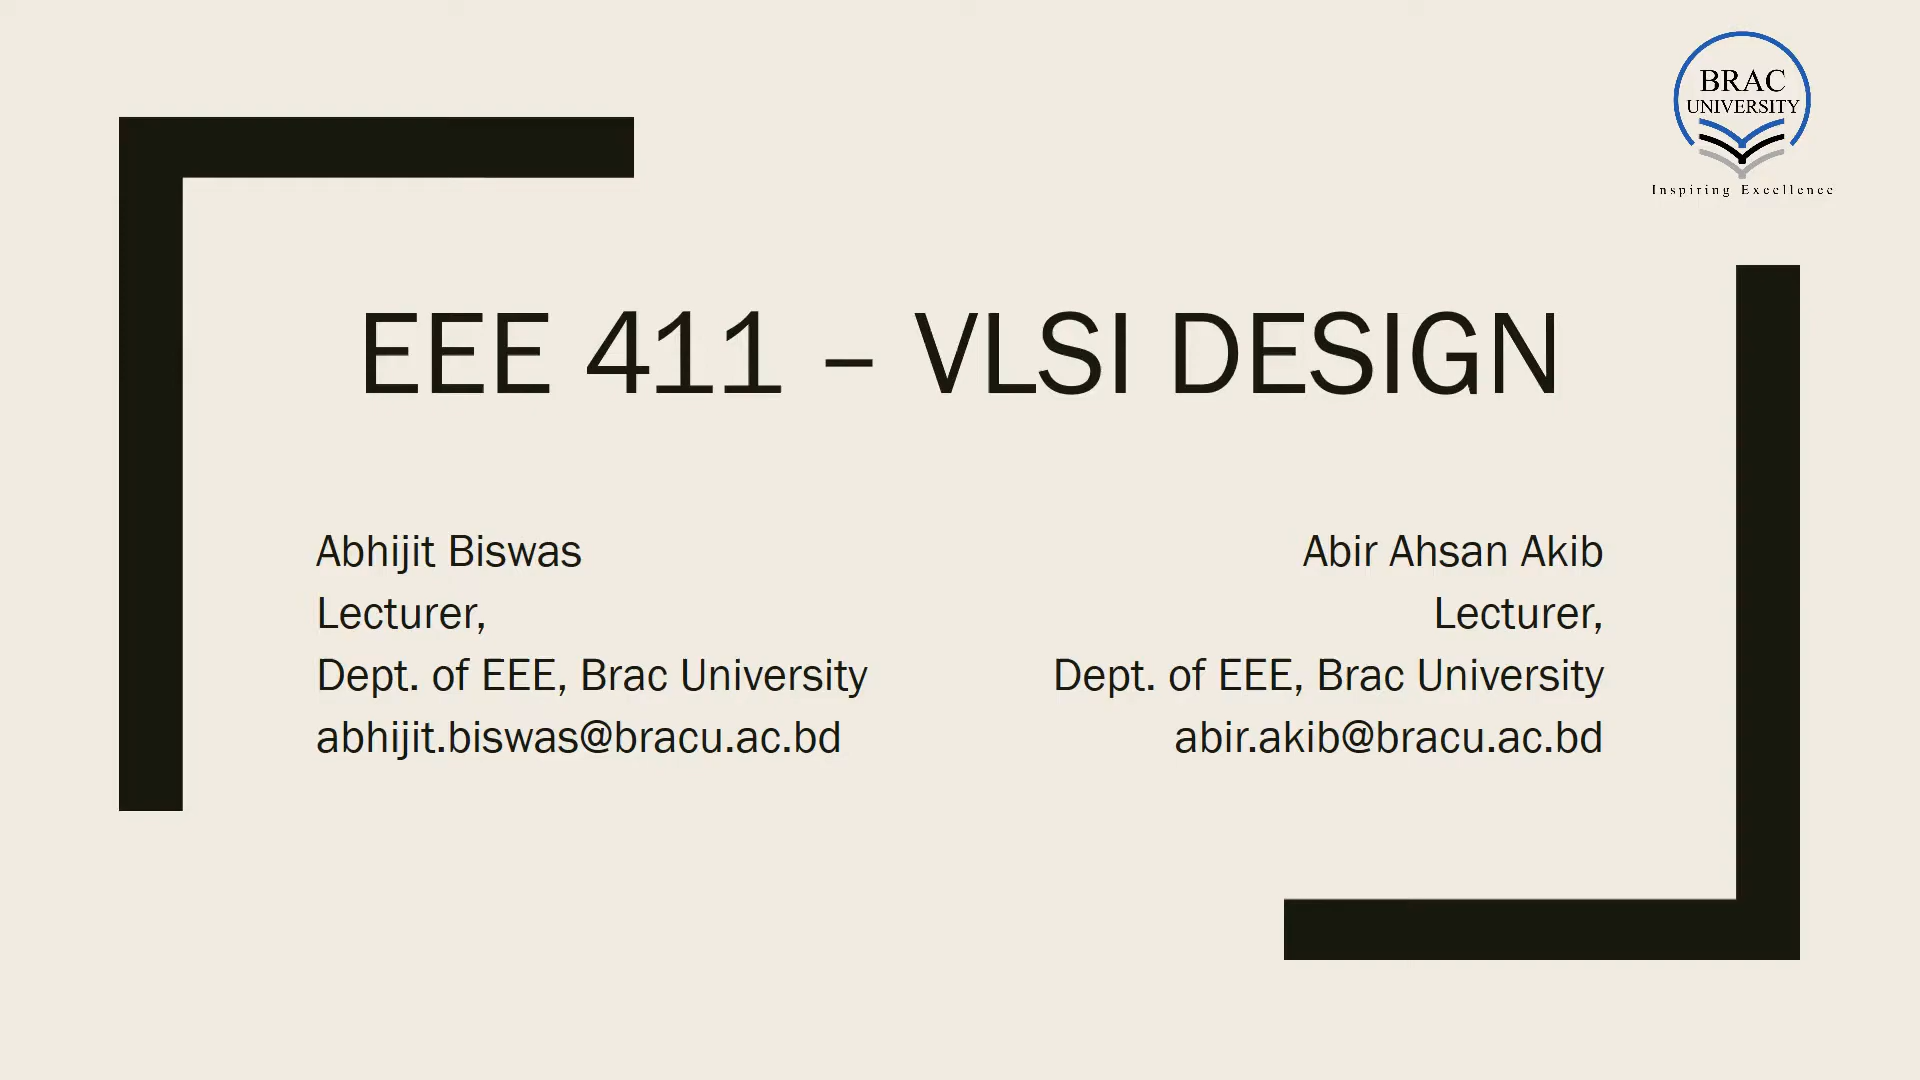 BRAC
UNIVERSITY
Inspiring Excellence
EEE 411 – VLSI DESIGN
Abhijit Biswas
Lecturer,
Dept. of EEE, Brac University
abhijit.biswas@bracu.ac.bd
Abir Ahsan Akib
Lecturer,
Dept. of EEE, Brac University
abir.akib@bracu.ac.bd